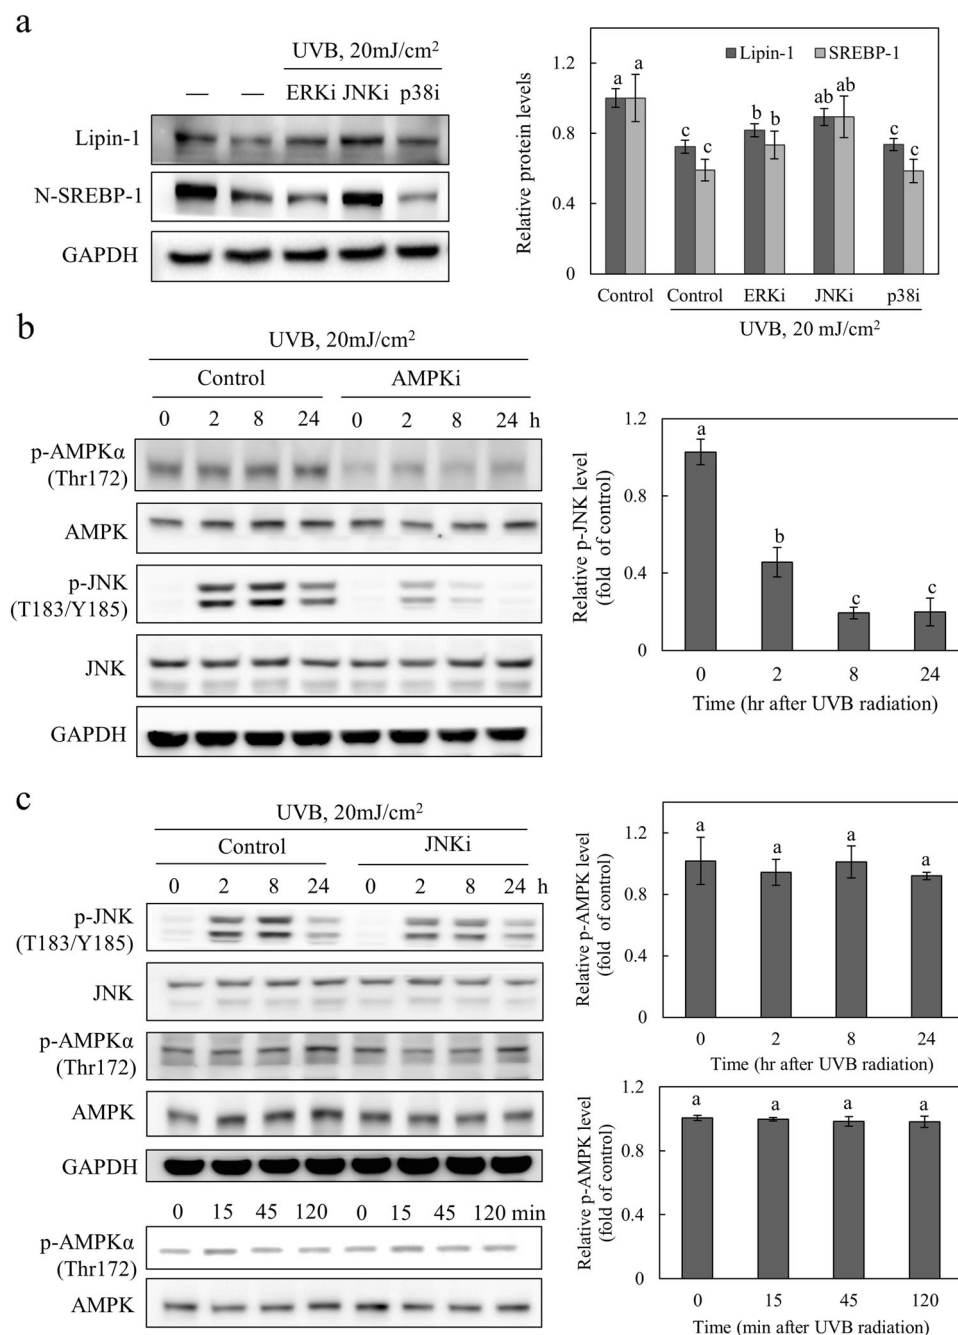 a
UVB, 20mJ/cm²
— — ERKi JNKi p38i
Lipin-1
N-SREBP-1
GAPDH
Relative protein levels
1.2
0.8
0.4
0
Lipin-1 SREBP-1
a a
c c
b b
ab ab
c c
Control Control ERKi JNKi p38i
UVB, 20 mJ/cm²
b
UVB, 20mJ/cm²
Control AMPKi
0 2 8 24 0 2 8 24 h
p-AMPKα
(Thr172)
AMPK
p-JNK
(T183/Y185)
JNK
GAPDH
Relative p-JNK level
(fold of control)
1.2
0.8
0.4
0
a
b
c
c
0 2 8 24
Time (hr after UVB radiation)
c
UVB, 20mJ/cm²
Control JNKi
0 2 8 24 0 2 8 24 h
p-JNK
(T183/Y185)
JNK
p-AMPKα
(Thr172)
AMPK
GAPDH
0 15 45 120 0 15 45 120 min
p-AMPKα
(Thr172)
AMPK
Relative p-AMPK level
(fold of control)
1.2
0.8
0.4
0
a a a a
0 2 8 24
Time (hr after UVB radiation)
Relative p-AMPK level
(fold of control)
1.2
0.8
0.4
0
a a a a
0 15 45 120
Time (min after UVB radiation)